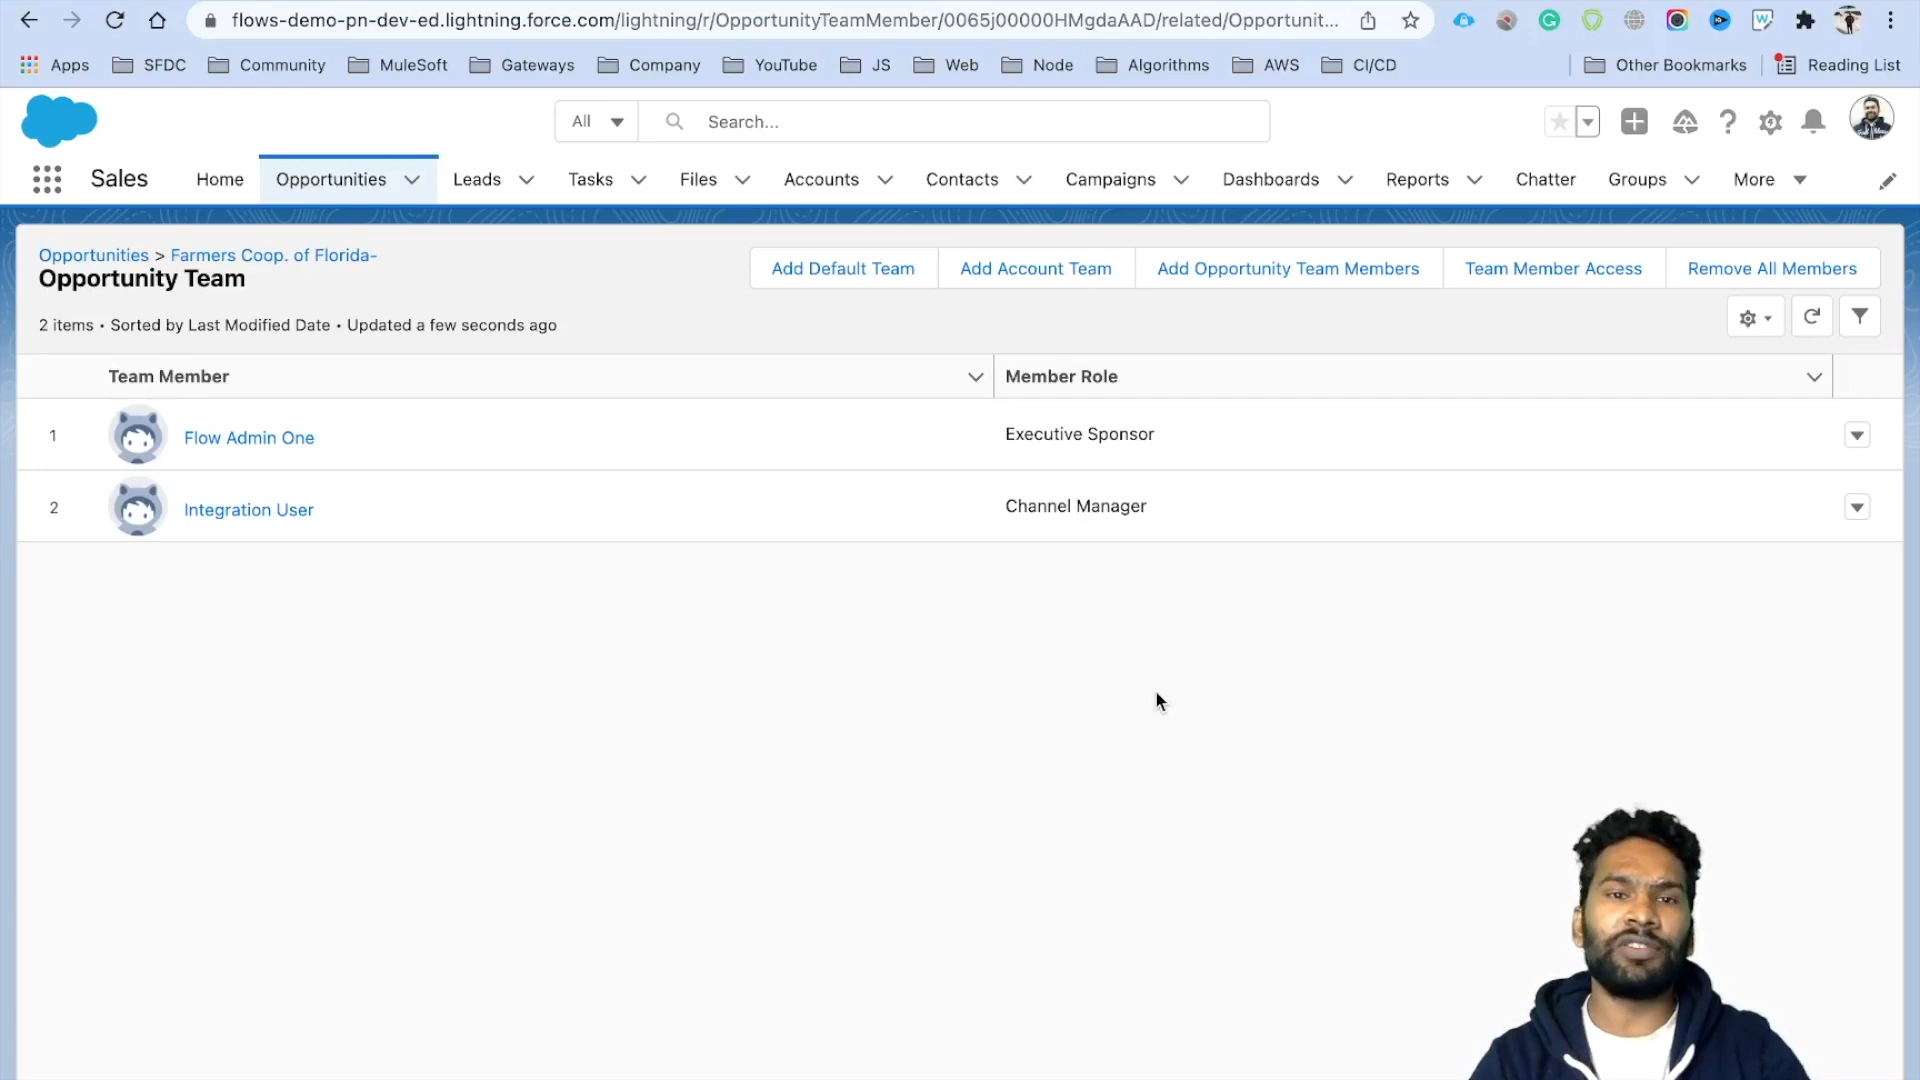 flows-demo-pn-dev-ed.lightning.force.com/lightning/r/OpportunityTeamMember/0065j00000HMgdaAAD/related/Opportunit...
Apps SFDC Community MuleSoft Gateways Company YouTube JS Web Node Algorithms AWS CI/CD Other Bookmarks Reading List
All Search...
Sales Home Opportunities Leads Tasks Files Accounts Contacts Campaigns Dashboards Reports Chatter Groups More
Opportunities > Farmers Coop. of Florida-
Opportunity Team
Add Default Team Add Account Team Add Opportunity Team Members Team Member Access Remove All Members
2 items • Sorted by Last Modified Date • Updated a few seconds ago
Team Member Member Role
1 Flow Admin One Executive Sponsor
2 Integration User Channel Manager